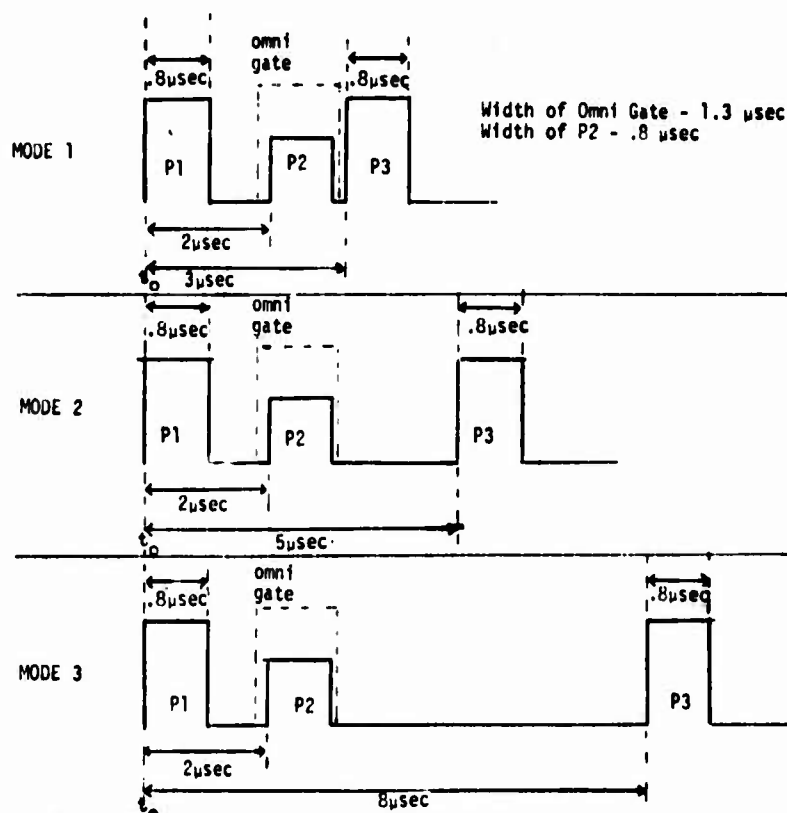 omni
gate
.8µsec
.8µsec
Width of Omni Gate - 1.3 µsec
Width of P2 - .8 µsec
MODE 1
P1
P2
P3
2µsec
3µsec
to
omni
gate
.8µsec
.8µsec
MODE 2
P1
P2
P3
2µsec
5µsec
to
omni
gate
.8µsec
.8µsec
MODE 3
P1
P2
P3
2µsec
8µsec
to